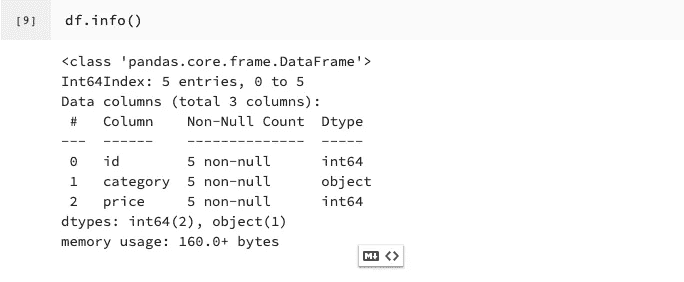 [9] df.info()
<class 'pandas.core.frame.DataFrame'>
Int64Index: 5 entries, 0 to 5
Data columns (total 3 columns):
 #   Column    Non-Null Count  Dtype
---  ------    --------------  -----
 0   id        5 non-null      int64
 1   category  5 non-null      object
 2   price     5 non-null      int64
dtypes: int64(2), object(1)
memory usage: 160.0+ bytes
M <>